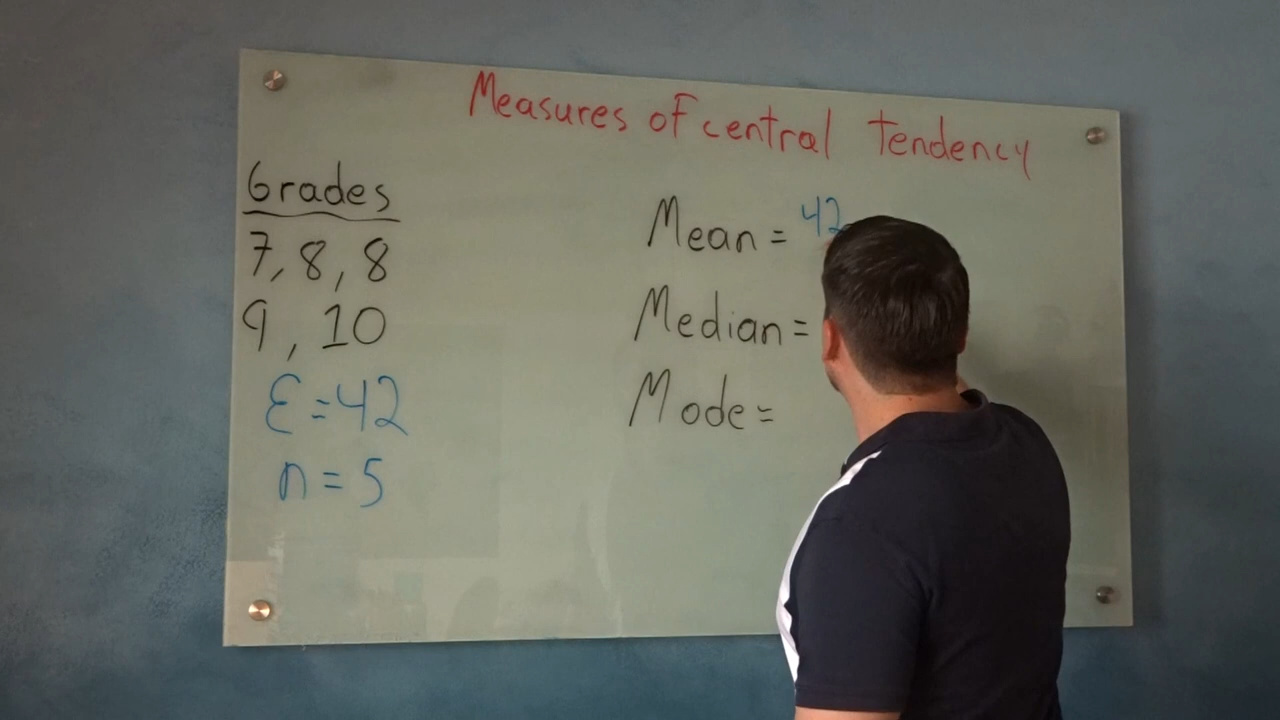 Measures of central tendency
Grades
7, 8, 8
9, 10
Ɛ = 42
n = 5
Mean = 42
Median =
Mode =